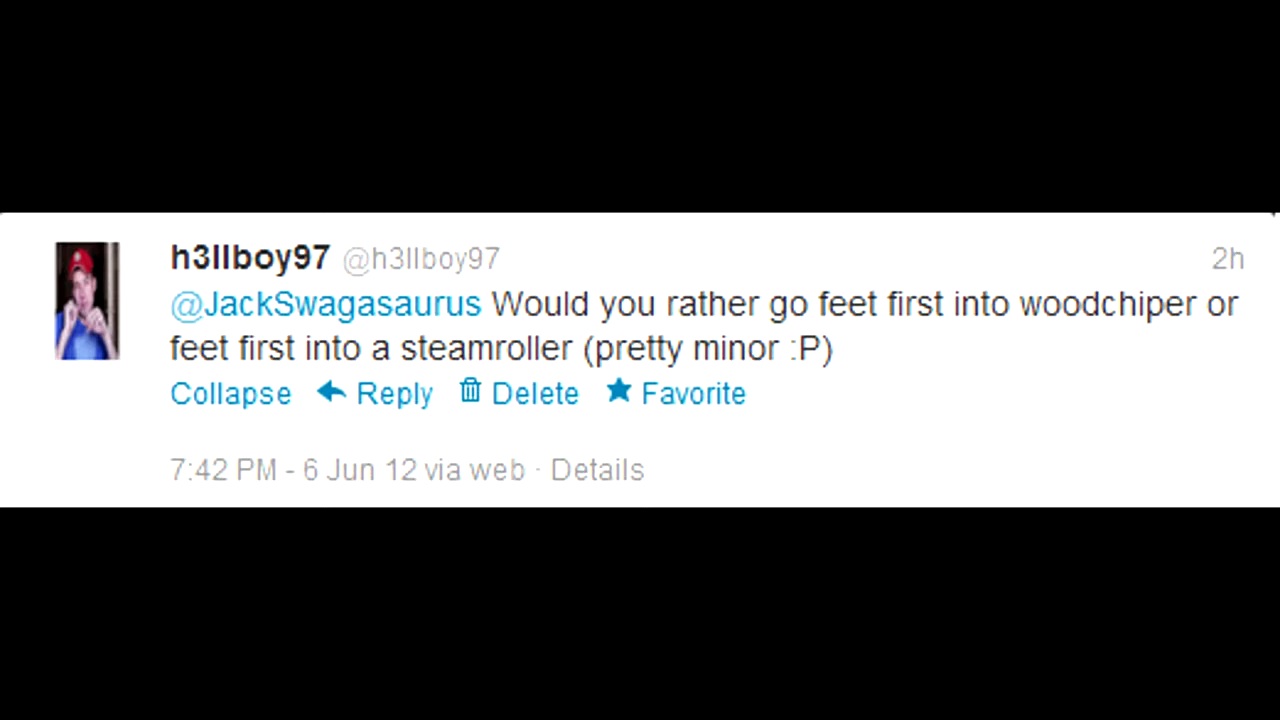 h3llboy97 @h3llboy97 2h
@JackSwagasaurus Would you rather go feet first into woodchiper or
feet first into a steamroller (pretty minor :P)
Collapse Reply Delete Favorite
7:42 PM - 6 Jun 12 via web · Details